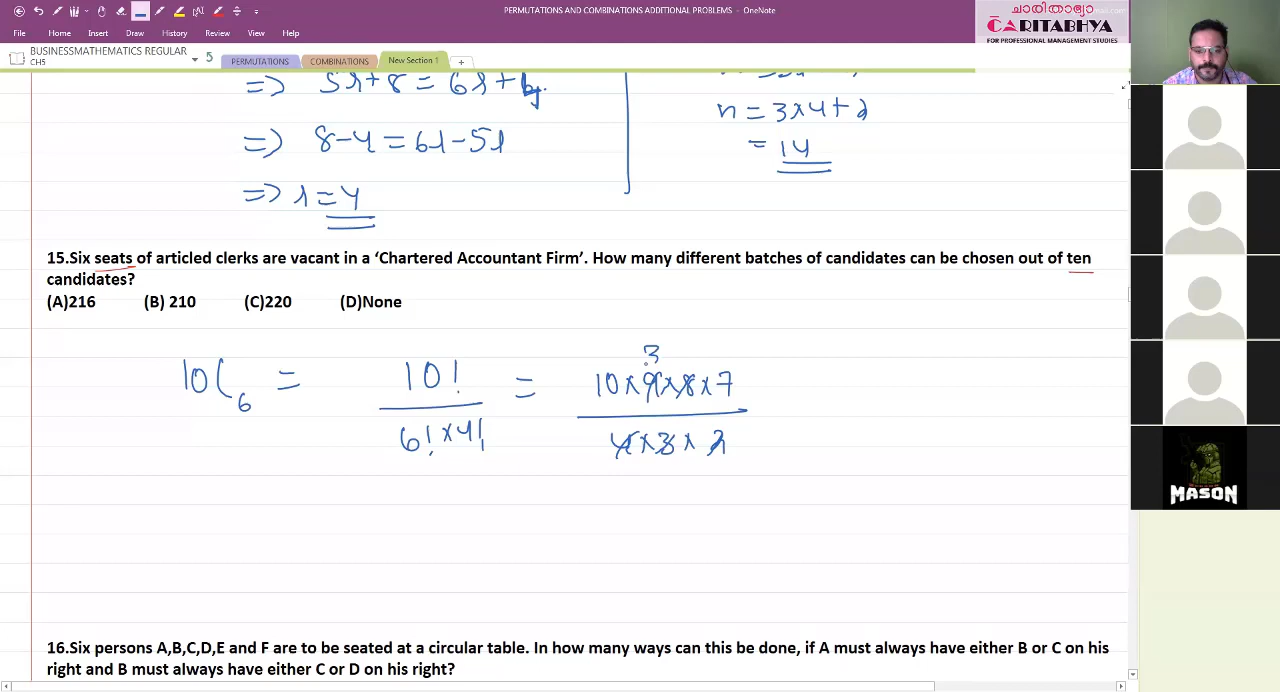 PERMUTATIONS AND COMBINATIONS ADDITIONAL PROBLEMS - OneNote
ചാരിതാഭ്യാ
CARITABHYA
FOR PROFESSIONAL MANAGEMENT STUDIES
File Home Insert Draw History Review View Help
BUSINESSMATHEMATICS REGULAR
CH5
5
PERMUTATIONS COMBINATIONS New Section 1 +
=> 5r+8 = 6r+4
=> 8-4 = 6r-5r
=> r = 4
n = 3x4+2
= 14
15.Six seats of articled clerks are vacant in a ‘Chartered Accountant Firm’. How many different batches of candidates can be chosen out of ten
candidates?
(A)216 (B) 210 (C)220 (D)None
3
10C6 = 10! = 10x9x8x7
6!x4! 4x3x2
16.Six persons A,B,C,D,E and F are to be seated at a circular table. In how many ways can this be done, if A must always have either B or C on his
right and B must always have either C or D on his right?
MASON